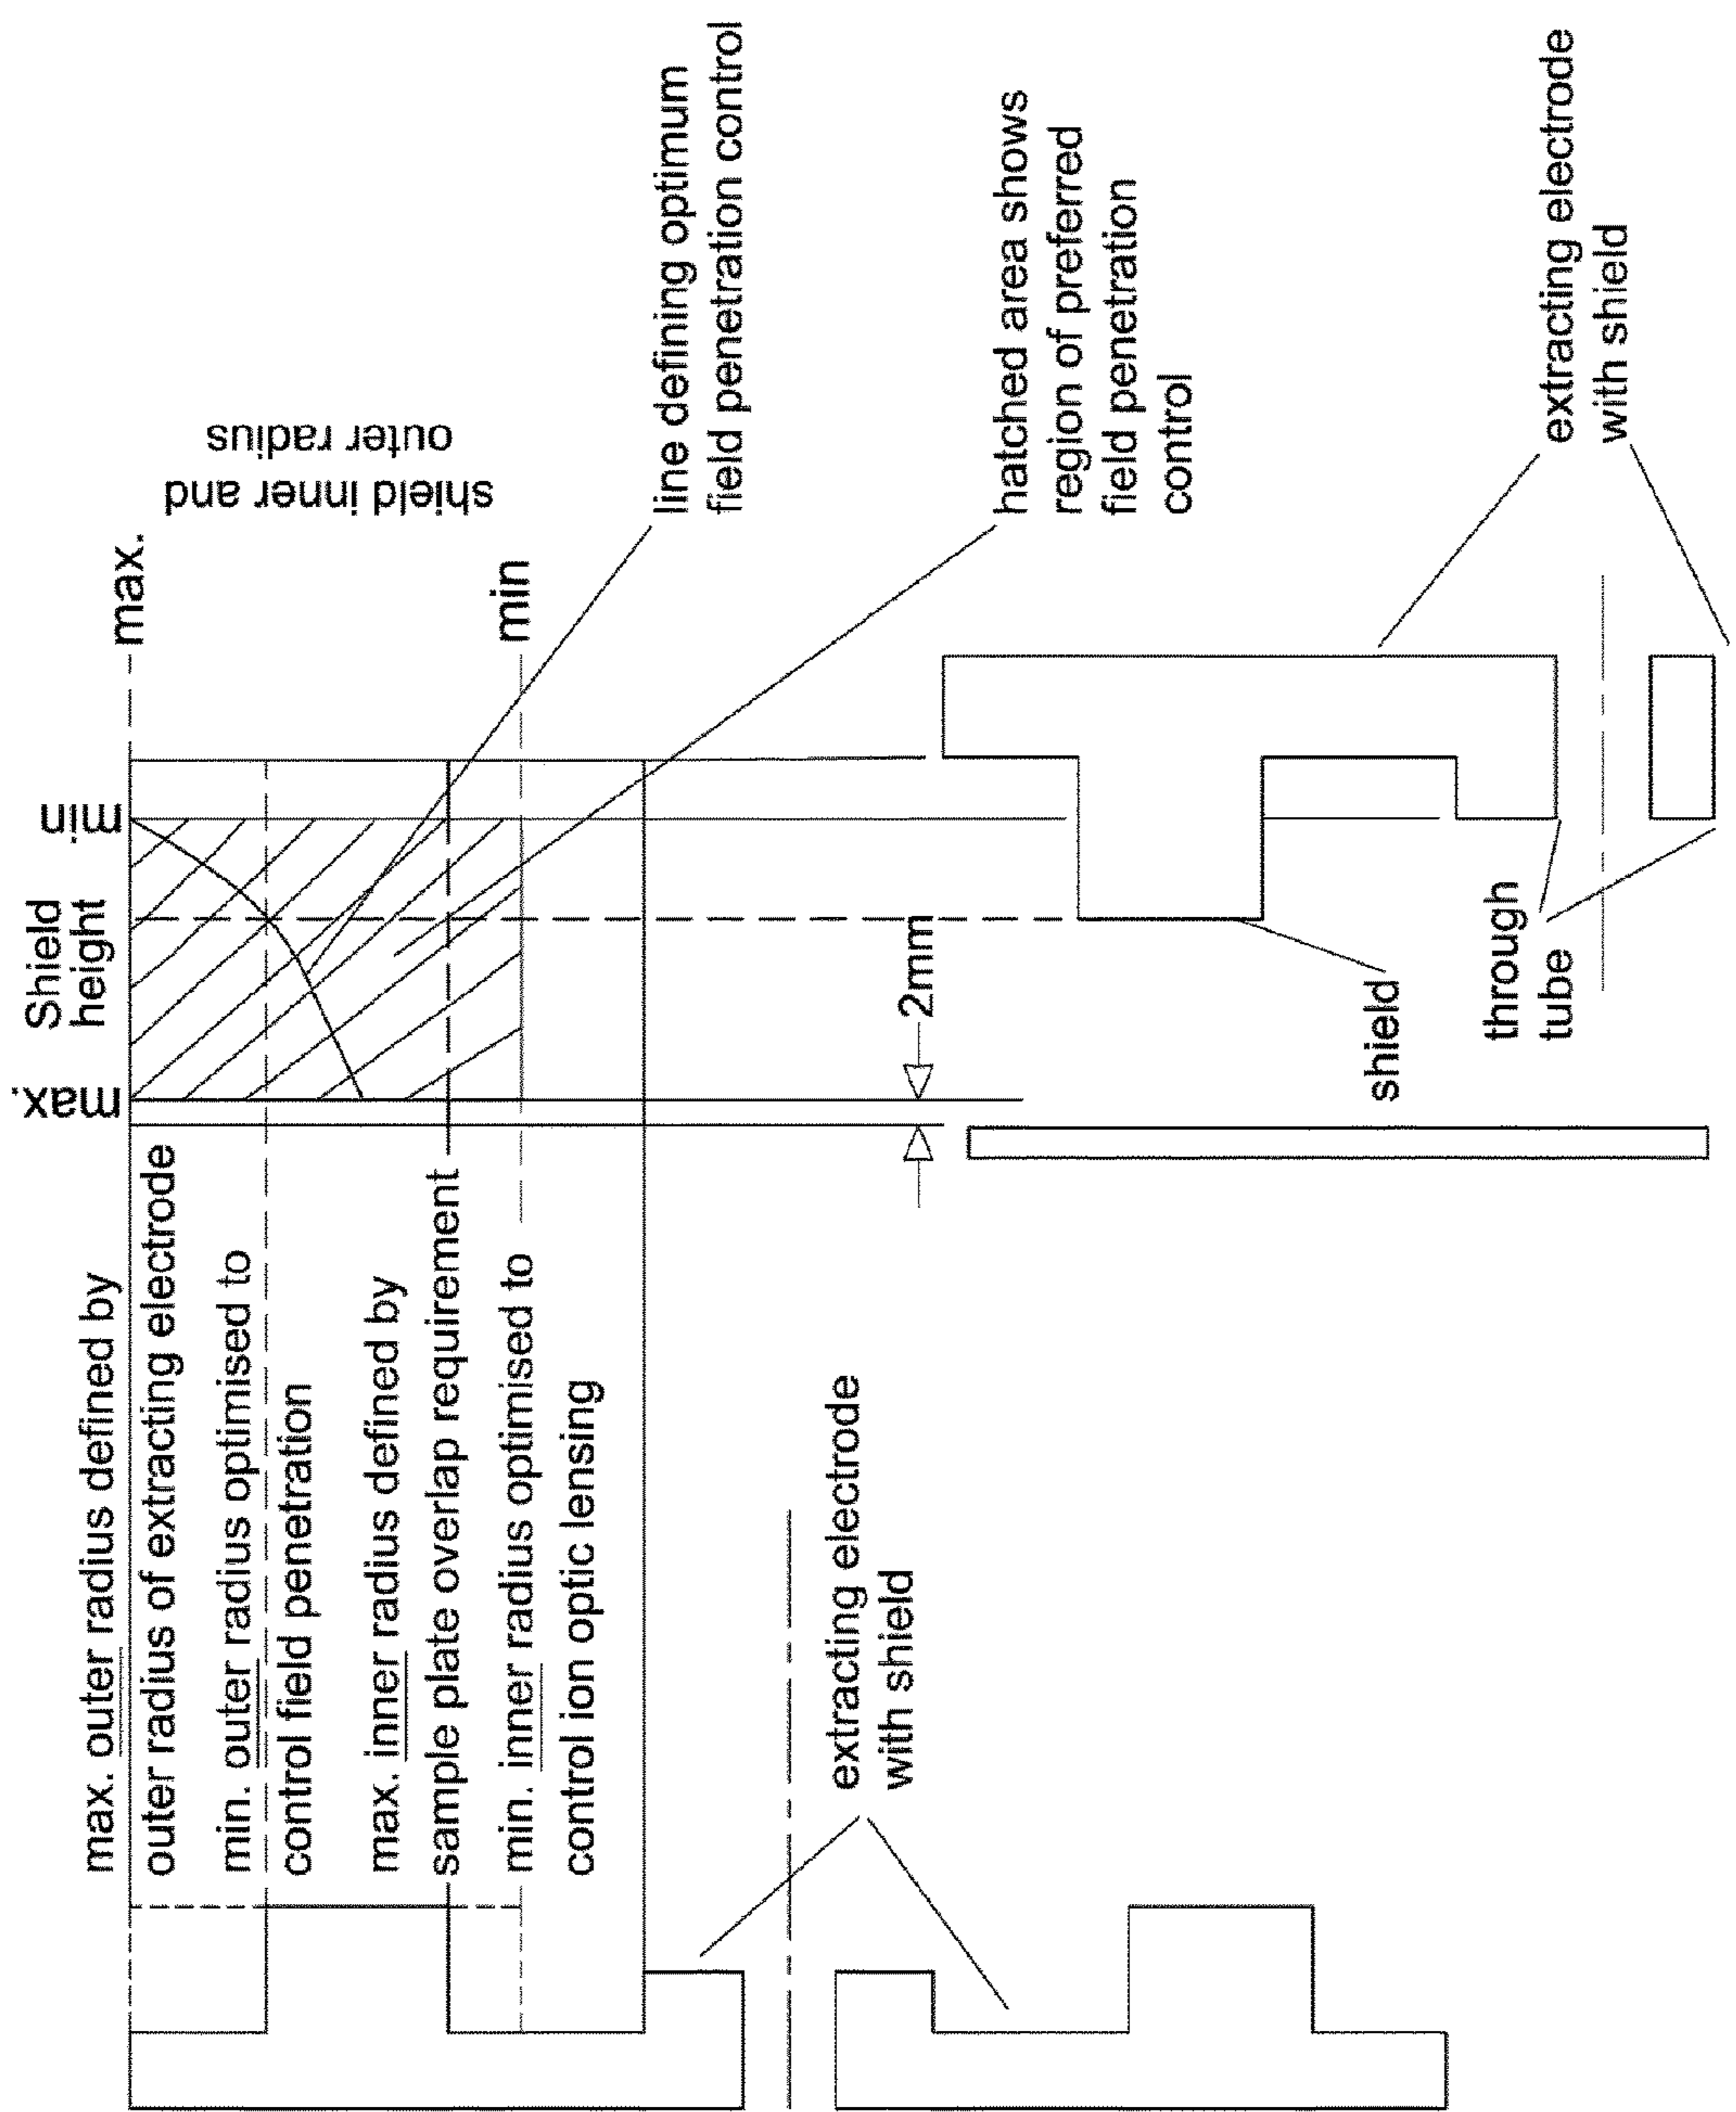 max. outer radius defined by
outer radius of extracting electrode
min. outer radius optimised to
control field penetration
max. inner radius defined by
sample plate overlap requirement
min. inner radius optimised to
control ion optic lensing
extracting electrode
with shield
Shield
height
max.
min
max.
min
shield inner and
outer radius
line defining optimum
field penetration control
hatched area shows
region of preferred
field penetration
control
2mm
shield
through
tube
extracting electrode
with shield